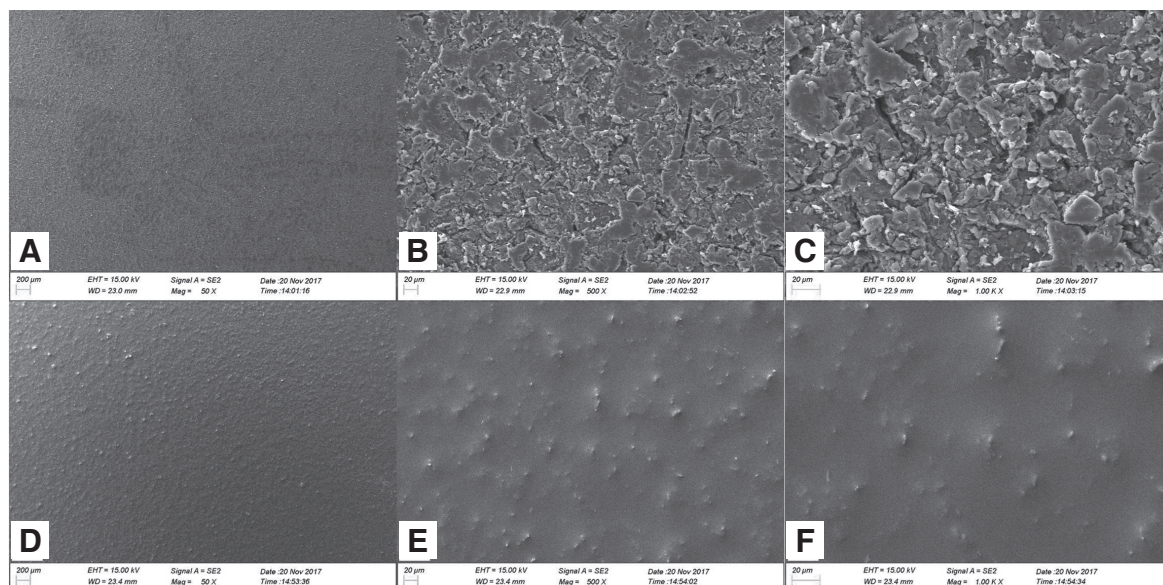 A
B
C
200 µm EHT = 15.00 kV Signal A = SE2 Date :20 Nov 2017
WD = 23.0 mm Mag = 50 X Time :14:01:16
20 µm EHT = 15.00 kV Signal A = SE2 Date :20 Nov 2017
WD = 22.9 mm Mag = 500 X Time :14:02:52
20 µm EHT = 15.00 kV Signal A = SE2 Date :20 Nov 2017
WD = 22.9 mm Mag = 1.00 K X Time :14:03:15
D
E
F
200 µm EHT = 15.00 kV Signal A = SE2 Date :20 Nov 2017
WD = 23.4 mm Mag = 50 X Time :14:53:36
20 µm EHT = 15.00 kV Signal A = SE2 Date :20 Nov 2017
WD = 23.4 mm Mag = 500 X Time :14:54:02
20 µm EHT = 15.00 kV Signal A = SE2 Date :20 Nov 2017
WD = 23.4 mm Mag = 1.00 K X Time :14:54:34